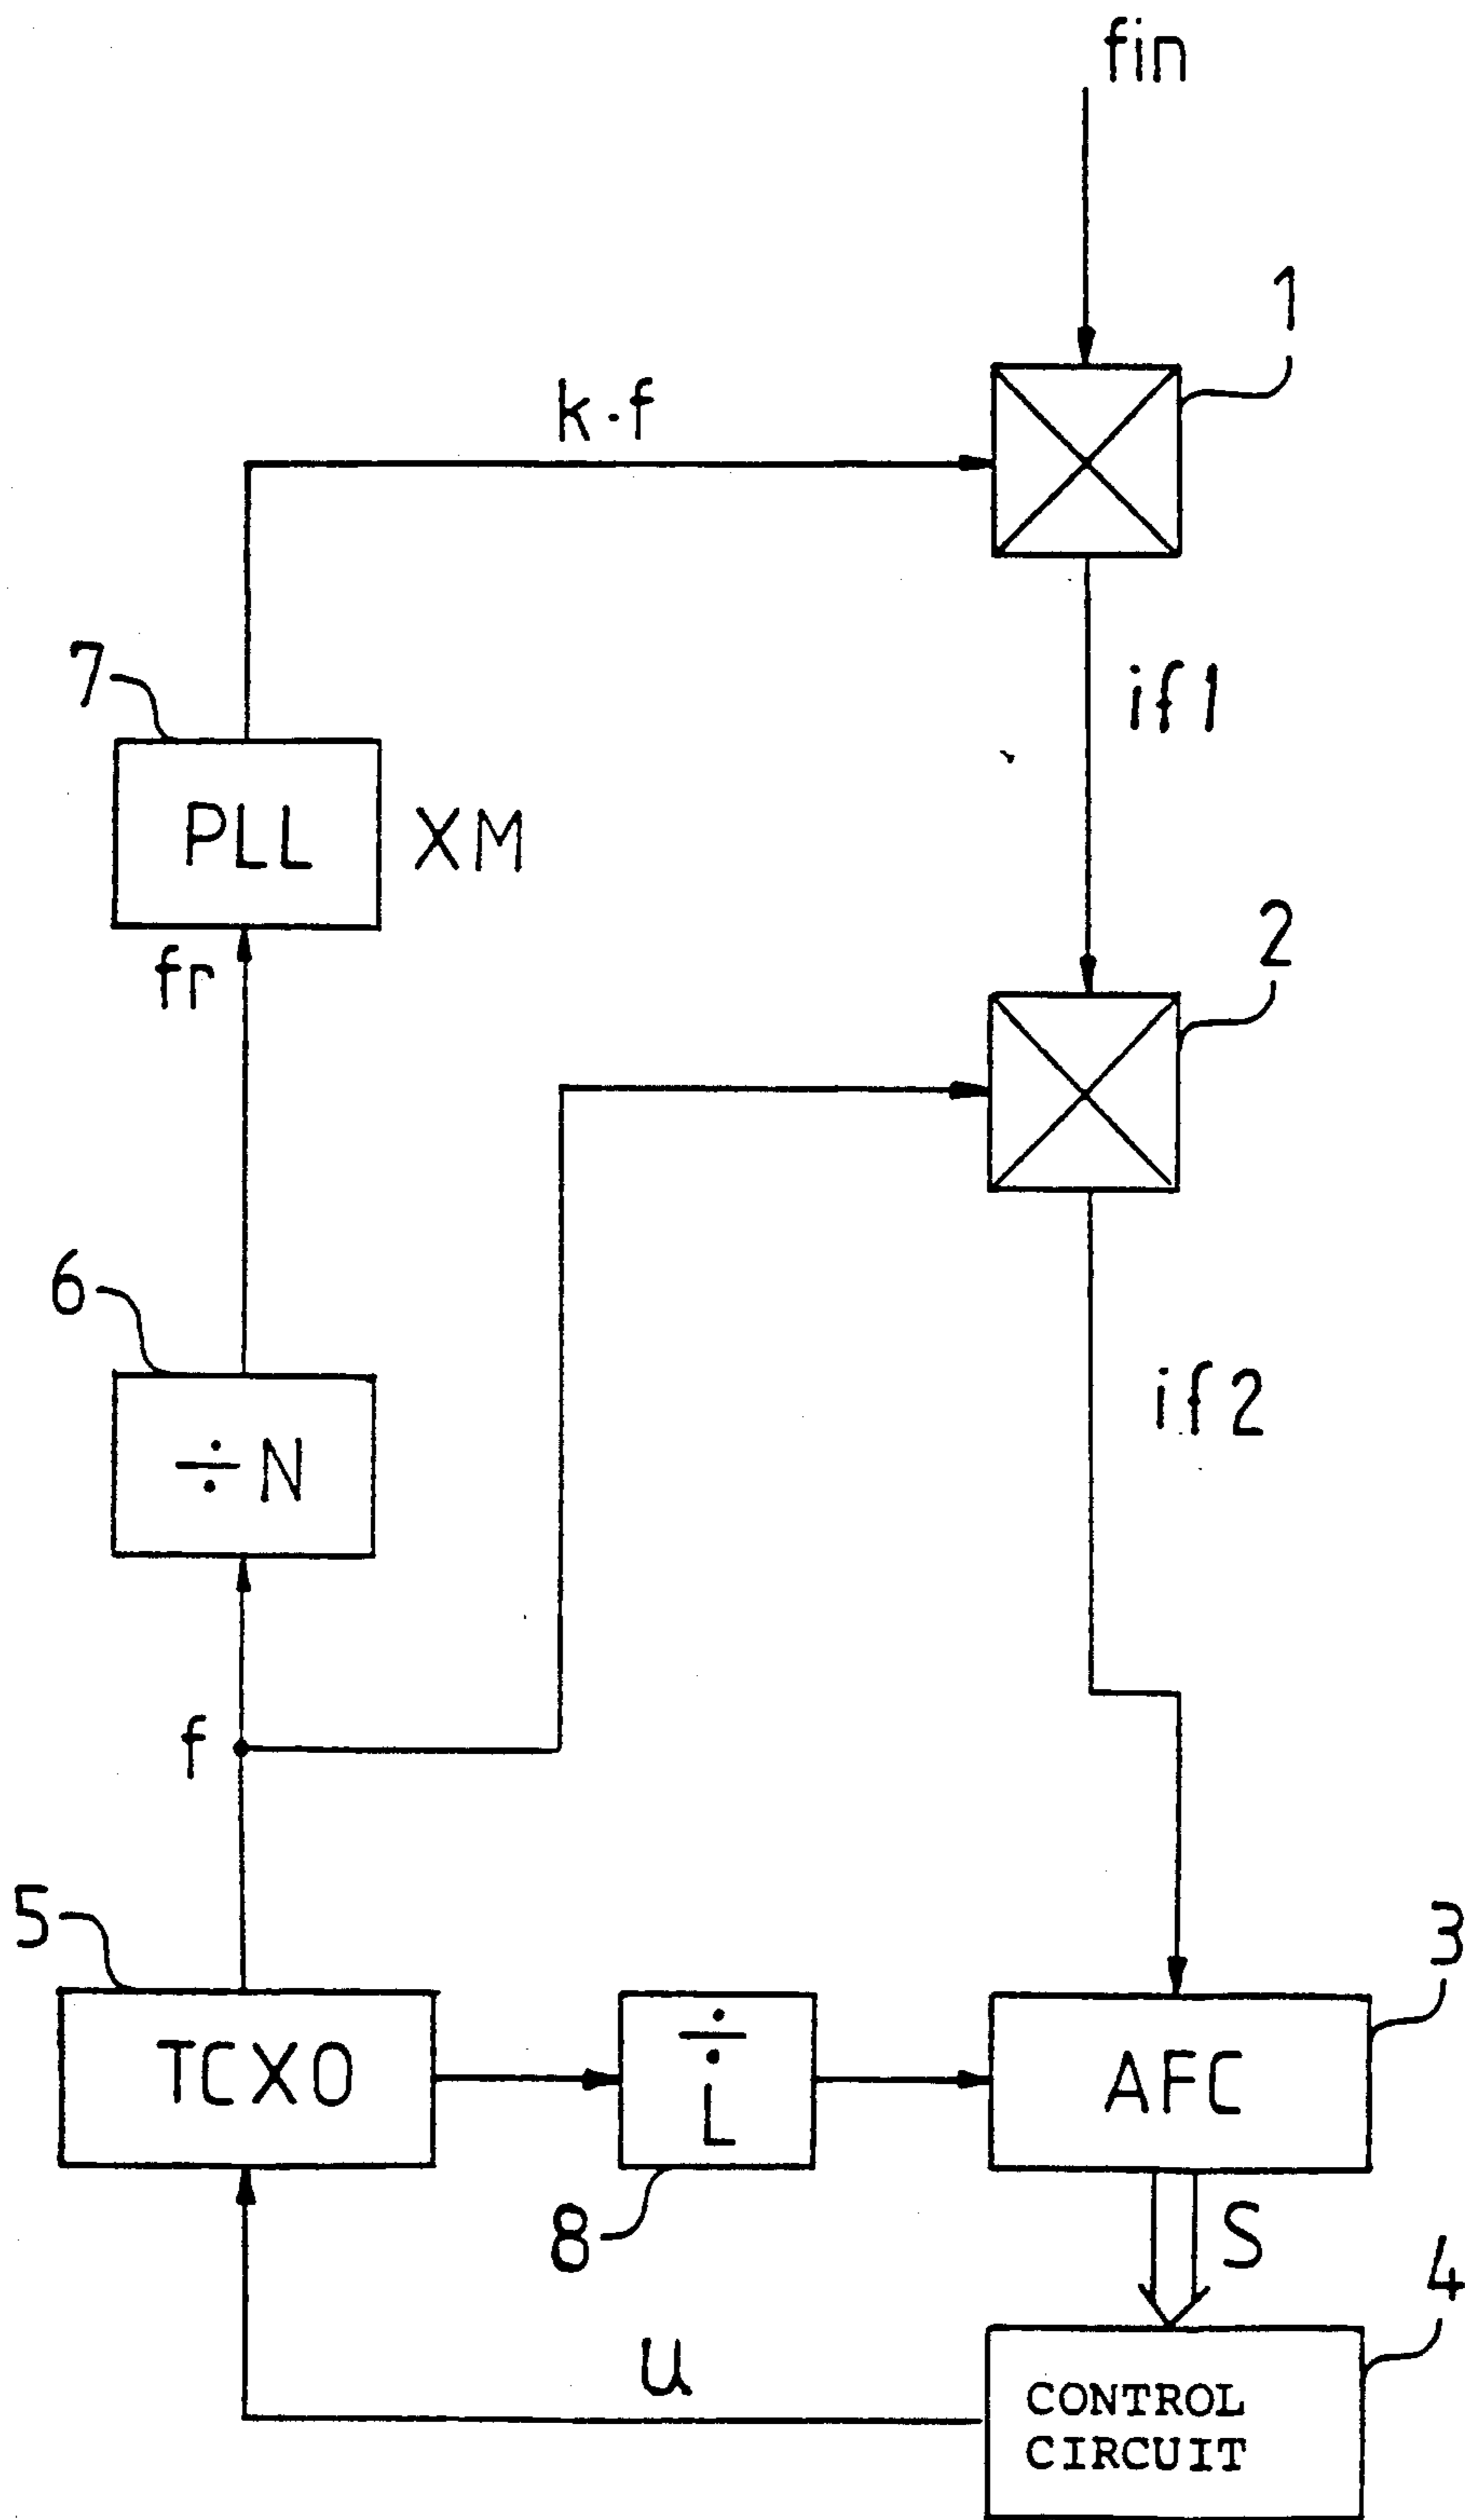 fin
1
k·f
if1
7
PLL
XM
fr
2
6
÷N
if2
f
5
3
TCXO
÷
L
AFC
8
S
4
u
CONTROL
CIRCUIT